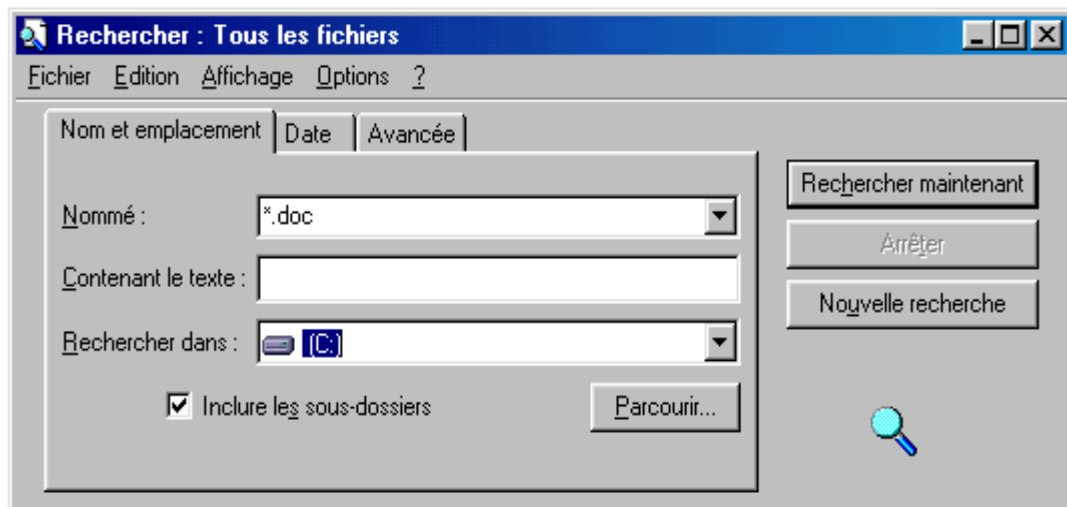 Rechercher : Tous les fichiers
Fichier Edition Affichage Options ?
Nom et emplacement Date Avancée
Nommé : *.doc
Contenant le texte :
Rechercher dans : (C:)
Inclure les sous-dossiers
Parcourir...
Rechercher maintenant
Arrêter
Nouvelle recherche